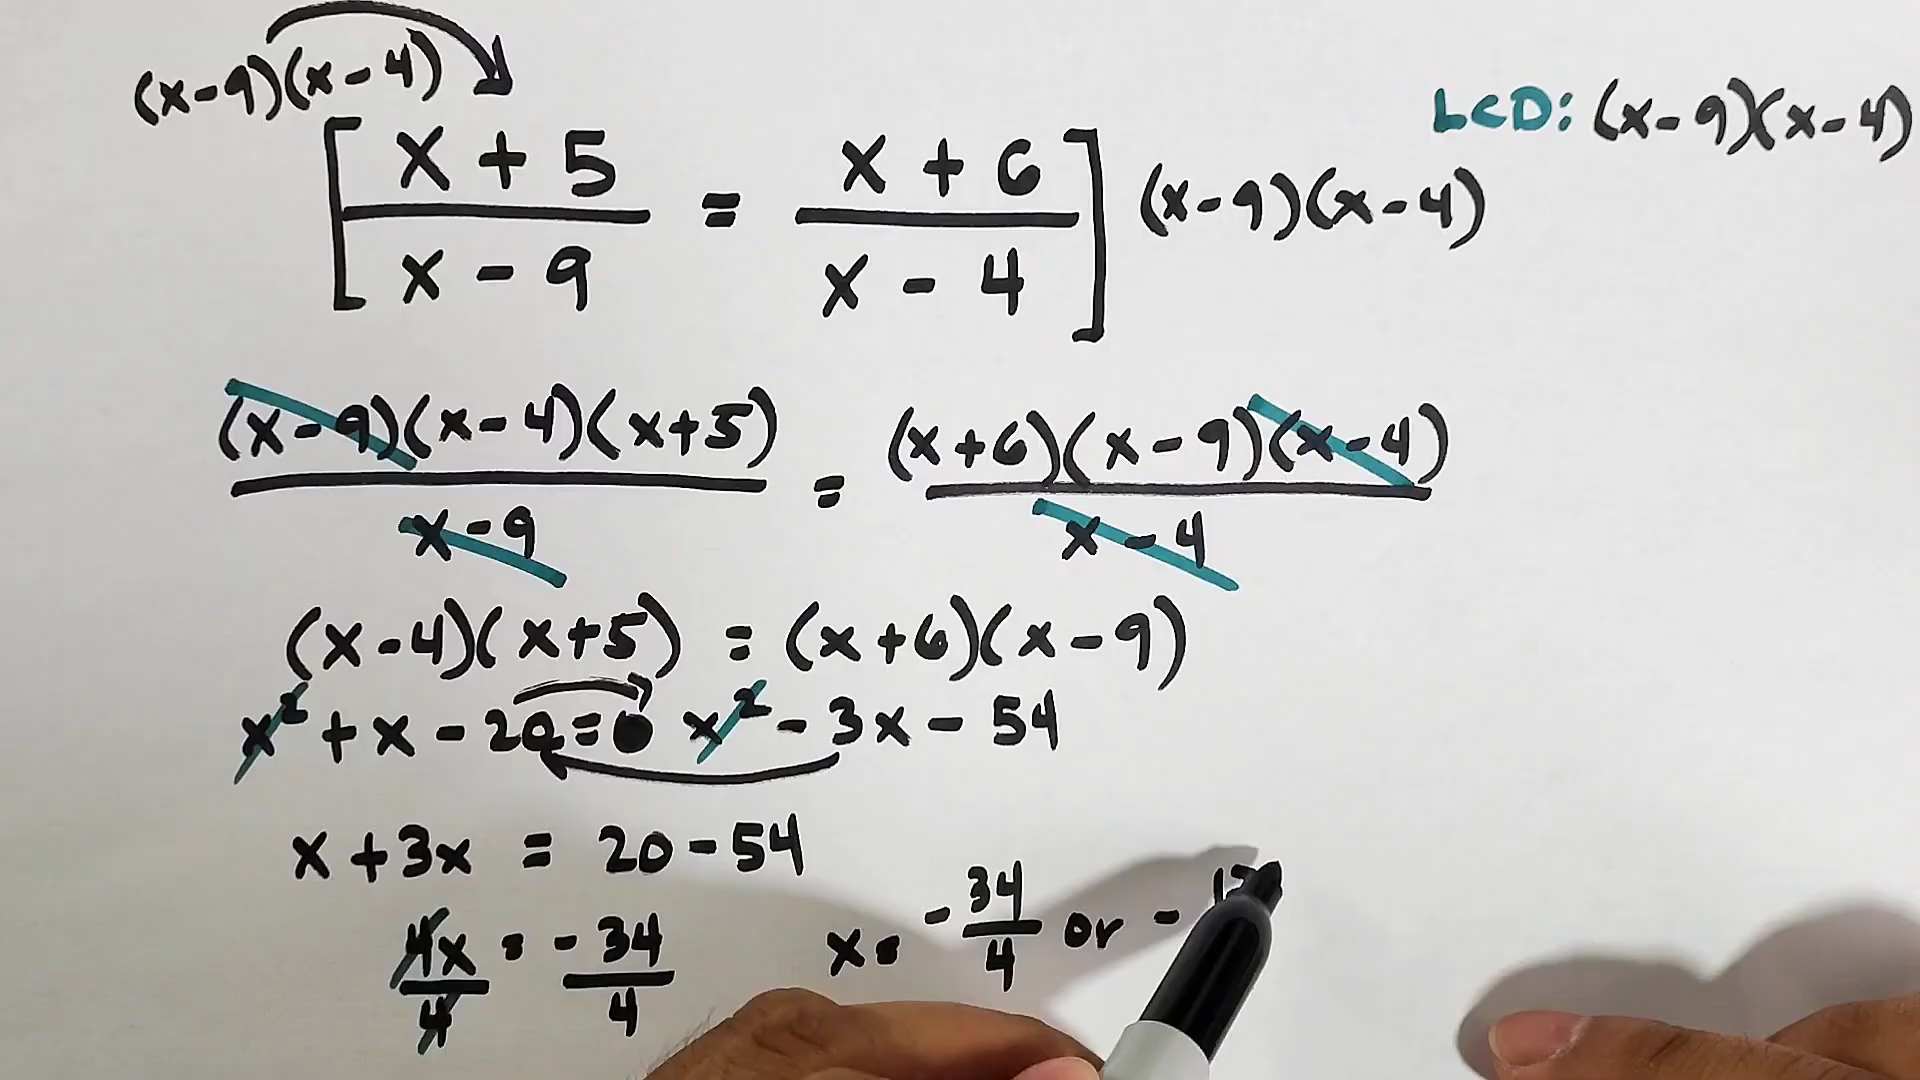 (x-9)(x-4)
LCD: (x-9)(x-4)
[ x + 5 / x - 9 = x + 6 / x - 4 ] (x-9)(x-4)
(x-9)(x-4)(x+5) / x-9 = (x+6)(x-9)(x-4) / x-4
(x-4)(x+5) = (x+6)(x-9)
x² + x - 20 = x² - 3x - 54
x + 3x = 20 - 54
4x / 4 = - 34 / 4
x = - 34 / 4 or -